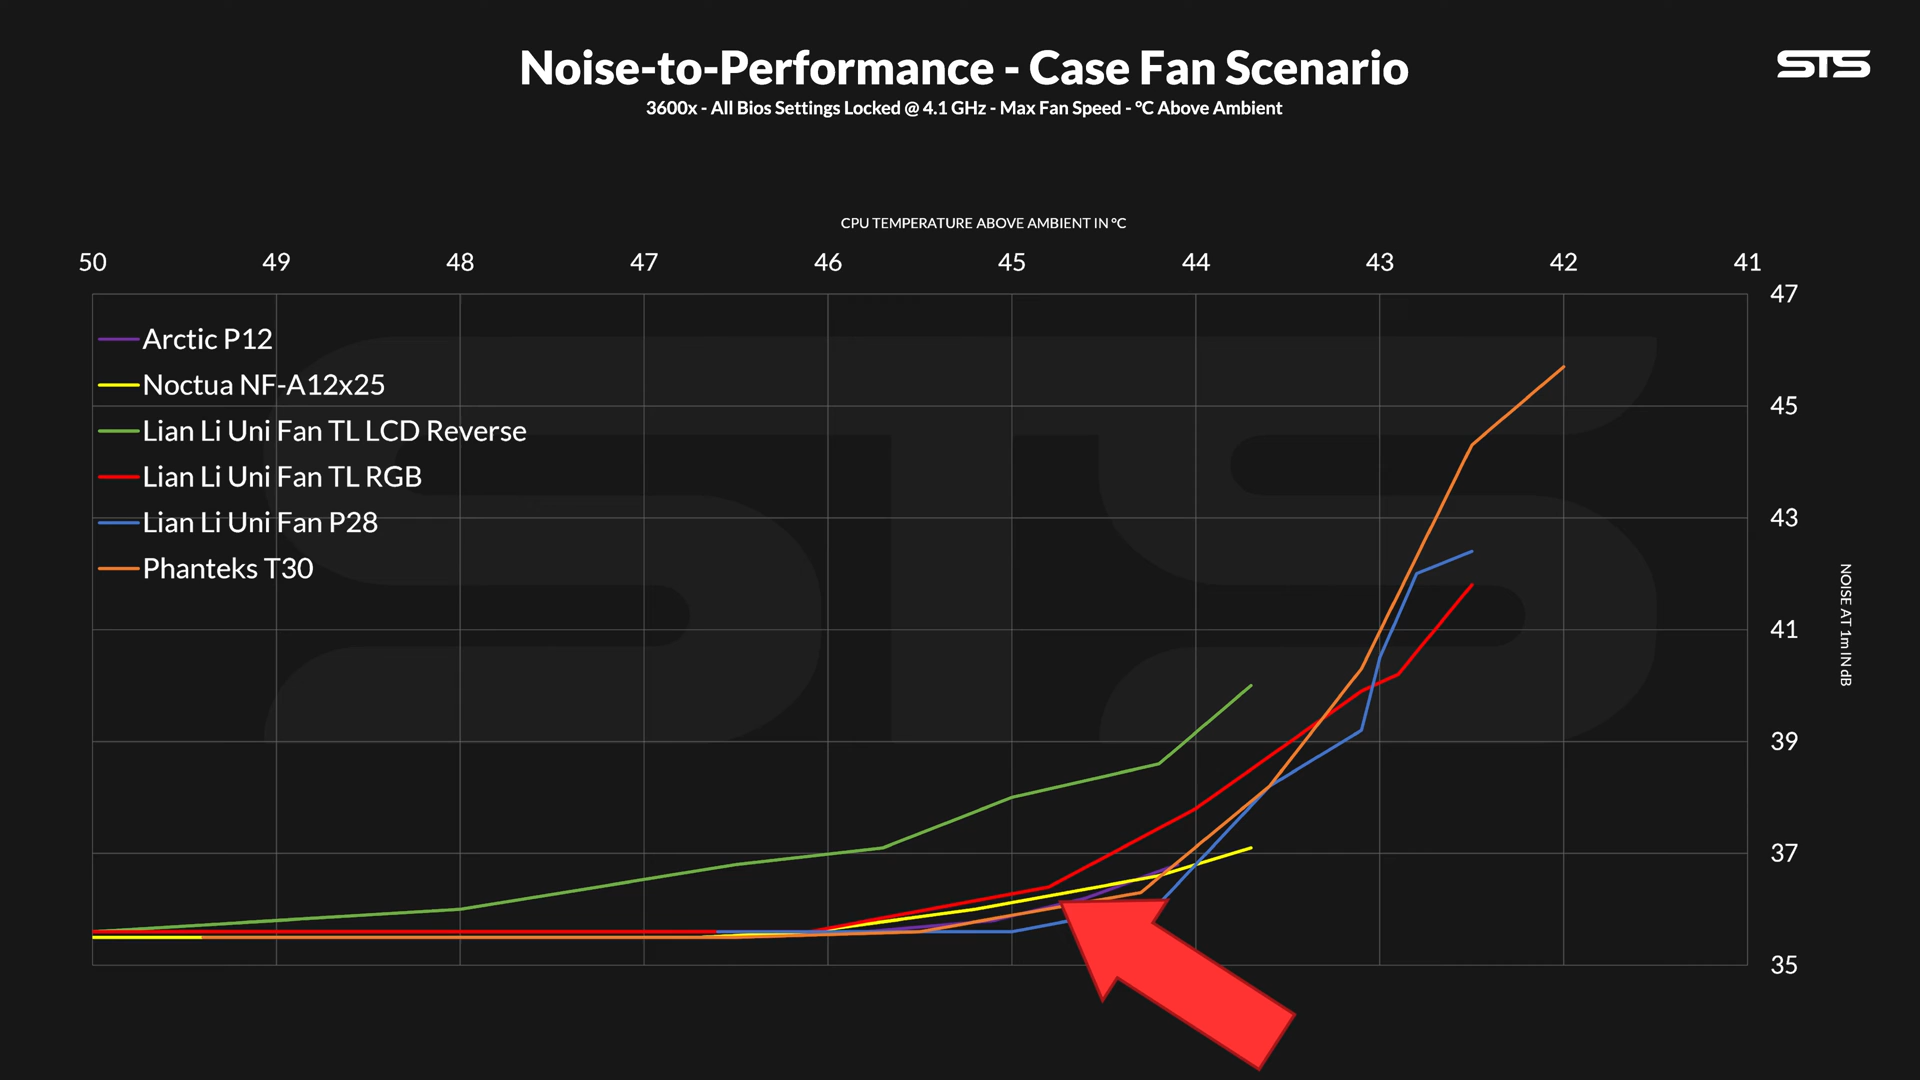 Noise-to-Performance - Case Fan Scenario
STS
3600x - All Bios Settings Locked @ 4.1 GHz - Max Fan Speed - °C Above Ambient
CPU TEMPERATURE ABOVE AMBIENT IN °C
50 49 48 47 46 45 44 43 42 41
47
Arctic P12
Noctua NF-A12x25
45
Lian Li Uni Fan TL LCD Reverse
Lian Li Uni Fan TL RGB
43
Lian Li Uni Fan P28
Phanteks T30
41
39
37
35
NOISE AT 1m IN dB
STS